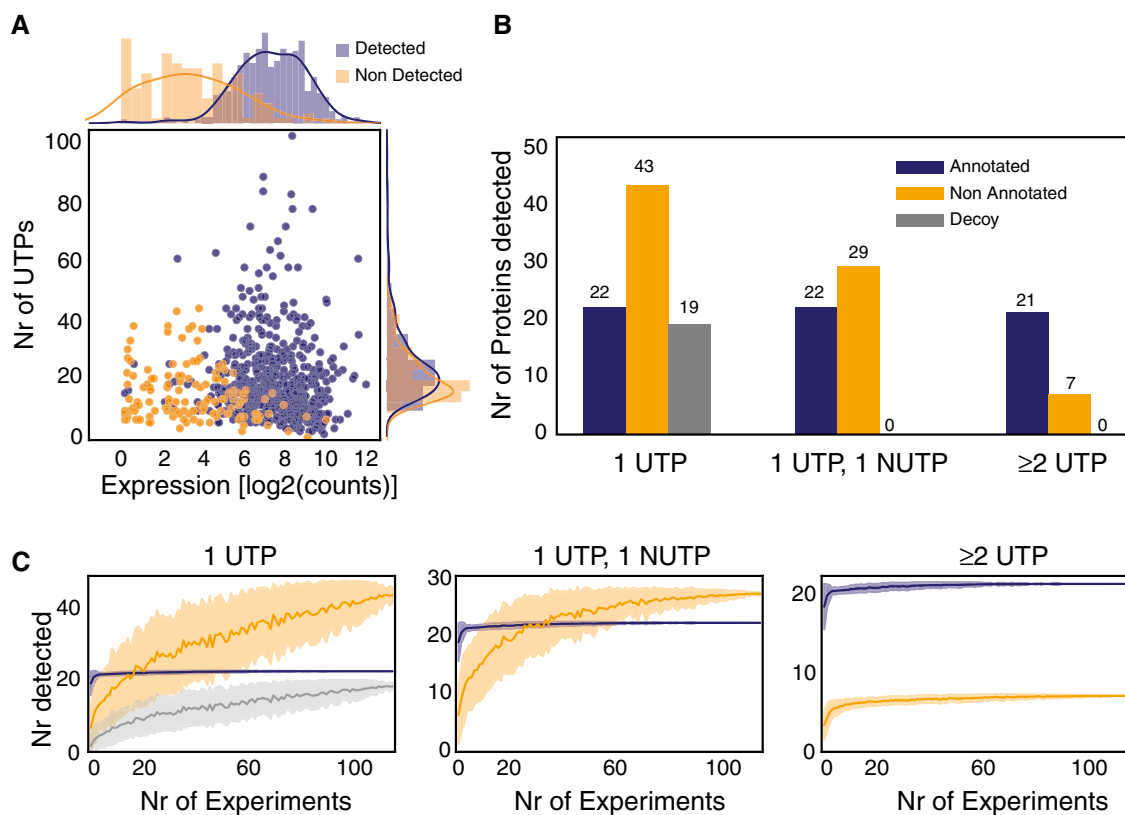 A
Detected
Non Detected
100
80
60
40
20
0
Nr of UTPs
0 2 4 6 8 10 12
Expression [log2(counts)]
B
50
40
30
20
10
0
Nr of Proteins detected
Annotated
Non Annotated
Decoy
22 43 19
22 29 0
21 7 0
1 UTP 1 UTP, 1 NUTP ≥2 UTP
C
1 UTP
40
20
0
Nr detected
0 20 60 100
Nr of Experiments
1 UTP, 1 NUTP
30
20
10
0
0 20 60 100
Nr of Experiments
≥2 UTP
20
10
0
0 20 60 100
Nr of Experiments